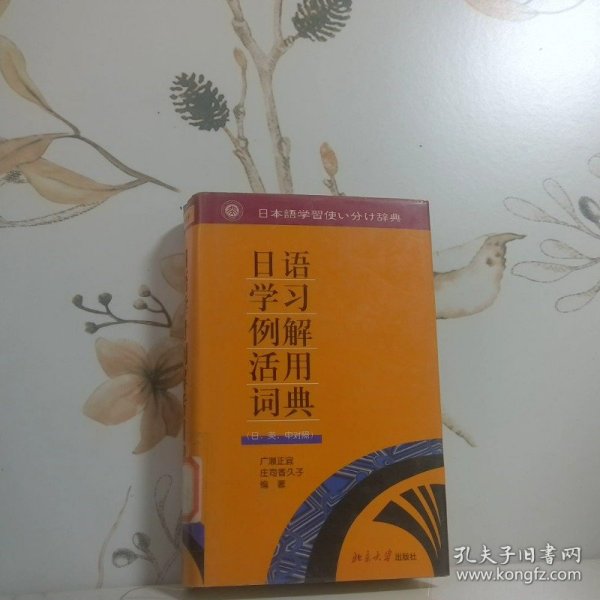 日本語学習使い分け辞典
日语
学习
例解
活用
词典
(日、英、中对照)
广瀬正宜
庄司香久子
编著
北京大学出版社
孔夫子旧书网
www.kongfz.com